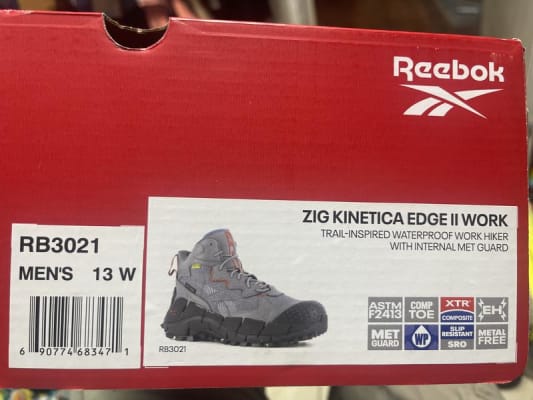 Reebok
ZIG KINETICA EDGE II WORK
TRAIL-INSPIRED WATERPROOF WORK HIKER
WITH INTERNAL MET GUARD
RB3021
MEN'S 13 W
6 90774 68347 1
RB3021
ASTM F2413
COMP TOE
XTR COMPOSITE
EH
MET GUARD
WP
SLIP RESISTANT SRO
METAL FREE